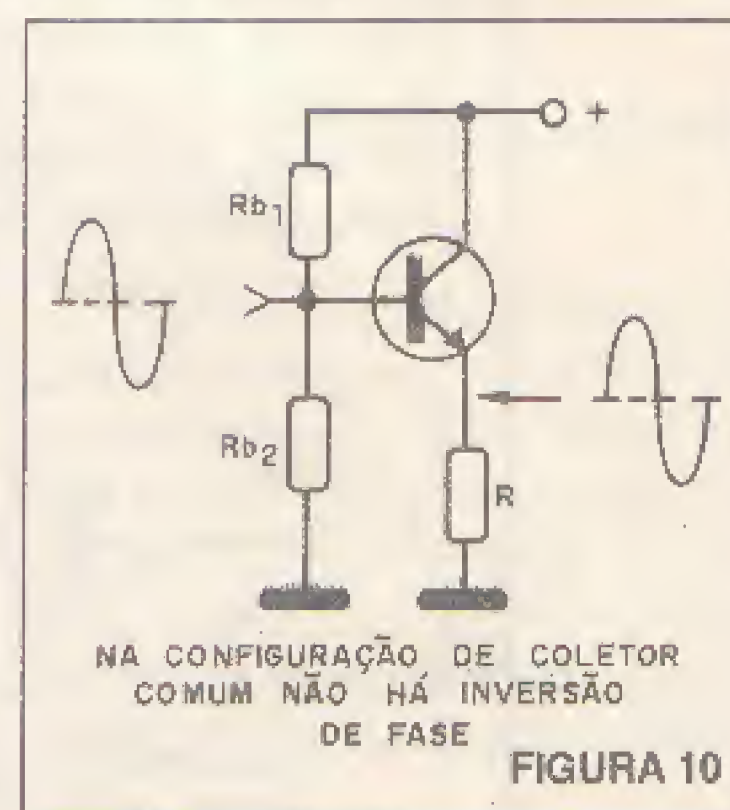 +
Rb1
Rb2
R
NA CONFIGURAÇÃO DE COLETOR
COMUM NÃO HÁ INVERSÃO
DE FASE
FIGURA 10